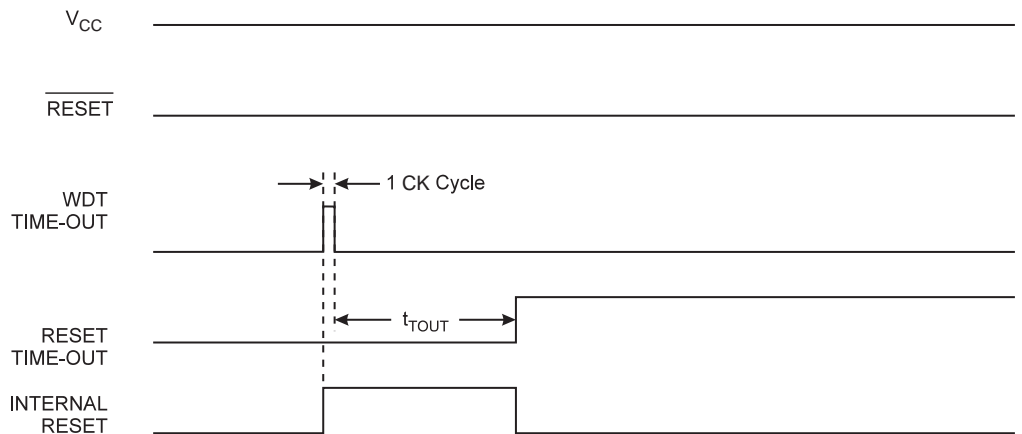 VCC
RESET
1 CK Cycle
WDT
TIME-OUT
tTOUT
RESET
TIME-OUT
INTERNAL
RESET